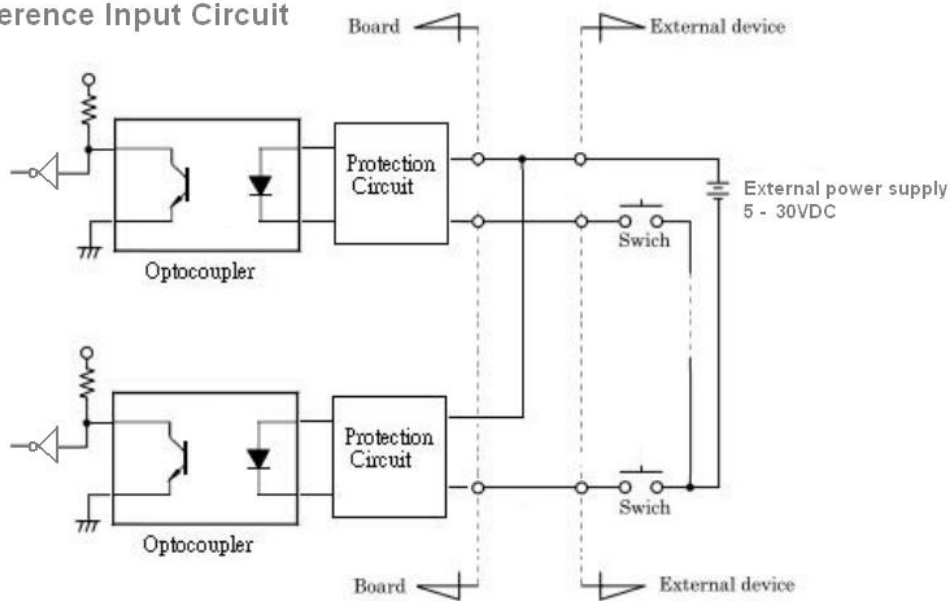 erence Input Circuit
Board
External device
Protection
Circuit
External power supply
5 - 30VDC
Swich
Optocoupler
Protection
Circuit
Swich
Optocoupler
Board
External device